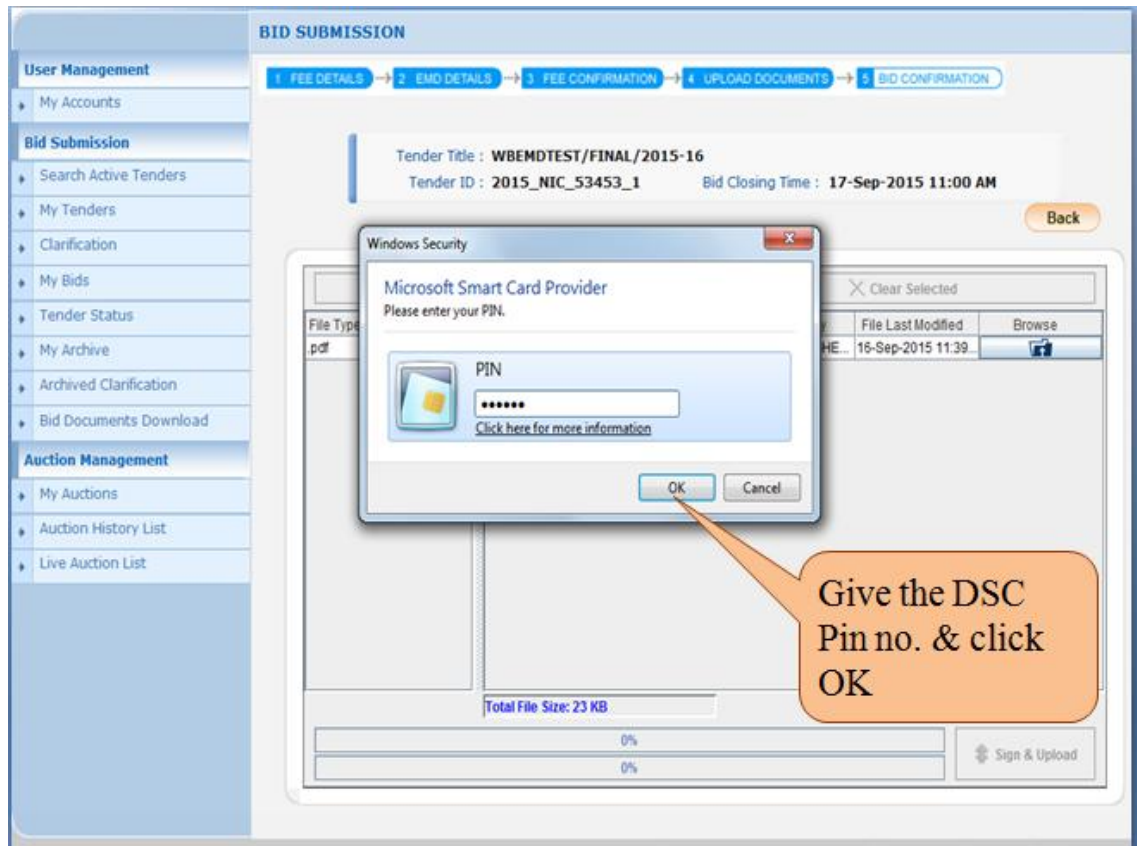 BID SUBMISSION
User Management
My Accounts
Bid Submission
Search Active Tenders
My Tenders
Clarification
My Bids
Tender Status
My Archive
Archived Clarification
Bid Documents Download
Auction Management
My Auctions
Auction History List
Live Auction List
1 FEE DETAILS 2 EMD DETAILS 3 FEE CONFIRMATION 4 UPLOAD DOCUMENTS 5 BID CONFIRMATION
Tender Title : WBEMDTEST/FINAL/2015-16
Tender ID : 2015_NIC_53453_1 Bid Closing Time : 17-Sep-2015 11:00 AM
Back
Windows Security
Microsoft Smart Card Provider
Please enter your PIN.
PIN
••••••
Click here for more information
OK Cancel
Clear Selected
File Type File Last Modified Browse
.pdf HE... 16-Sep-2015 11:39...
Give the DSC
Pin no. & click
OK
Total File Size: 23 KB
0%
0%
Sign & Upload